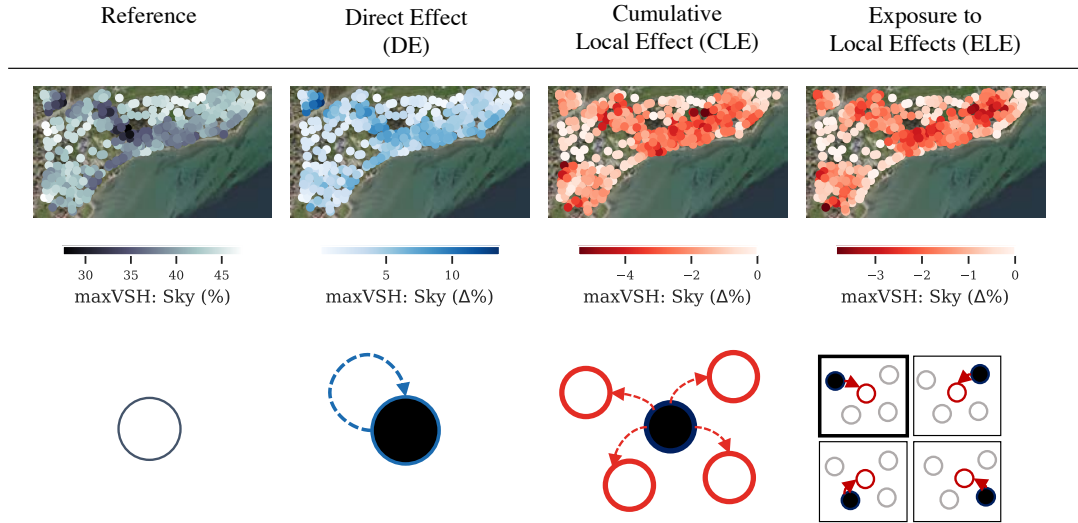 Reference
Direct Effect
(DE)
Cumulative
Local Effect (CLE)
Exposure to
Local Effects (ELE)
30 35 40 45
maxVSH: Sky (%)
5 10
maxVSH: Sky (Δ%)
−4 −2 0
maxVSH: Sky (Δ%)
−3 −2 −1 0
maxVSH: Sky (Δ%)